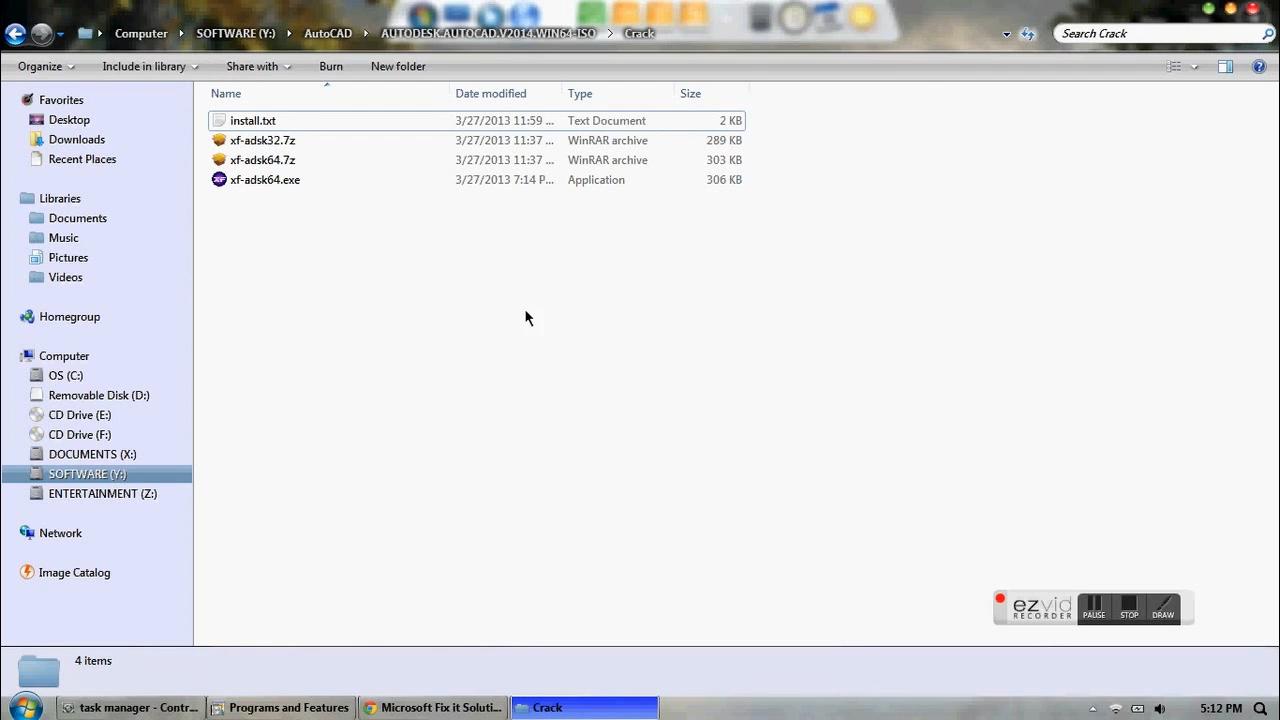 Computer SOFTWARE (Y:) AutoCAD AUTODESK.AUTOCAD.V2014.WIN64-ISO Crack
Search Crack
Organize Include in library Share with Burn New folder
Name Date modified Type Size
install.txt 3/27/2013 11:59 ... Text Document 2 KB
xf-adsk32.7z 3/27/2013 11:37 ... WinRAR archive 289 KB
xf-adsk64.7z 3/27/2013 11:37 ... WinRAR archive 303 KB
xf-adsk64.exe 3/27/2013 7:14 P... Application 306 KB
Favorites
Desktop
Downloads
Recent Places
Libraries
Documents
Music
Pictures
Videos
Homegroup
Computer
OS (C:)
Removable Disk (D:)
CD Drive (E:)
CD Drive (F:)
DOCUMENTS (X:)
SOFTWARE (Y:)
ENTERTAINMENT (Z:)
Network
Image Catalog
ezvid
RECORDER
PAUSE STOP DRAW
4 items
task manager - Contr... Programs and Features Microsoft Fix it Soluti... Crack 5:12 PM